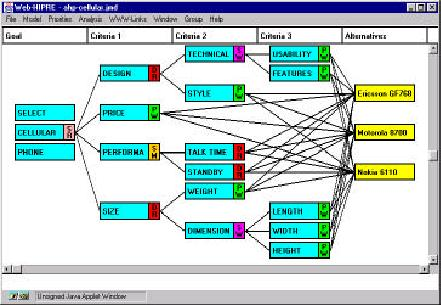 Web-HIPRE - ahp-cellular.jmd
File Model Priorities Analysis WWW-Links Window Group Help
Goal Criteria 1 Criteria 2 Criteria 3 Alternatives
TECHNICAL
USABILITY
DESIGN
FEATURES
STYLE
Ericsson GF768
SELECT
PRICE
CELLULAR
Motorola 8700
PHONE
PERFORMA
TALK TIME
STANDBY
Nokia 6110
WEIGHT
SIZE
LENGTH
DIMENSION
WIDTH
HEIGHT
Unsigned Java Applet Window